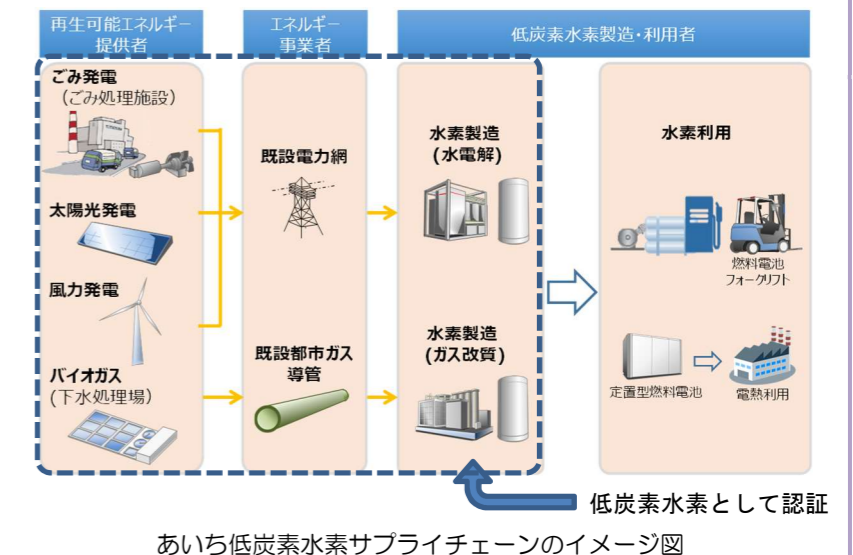 再生可能エネルギー
提供者
エネルギー
事業者
低炭素水素製造・利用者
ごみ発電
（ごみ処理施設）
太陽光発電
風力発電
バイオガス
(下水処理場)
既設電力網
既設都市ガス
導管
水素製造
(水電解)
水素製造
(ガス改質)
水素利用
燃料電池
フォークリフト
定置型燃料電池
電熱利用
低炭素水素として認証
あいち低炭素水素サプライチェーンのイメージ図